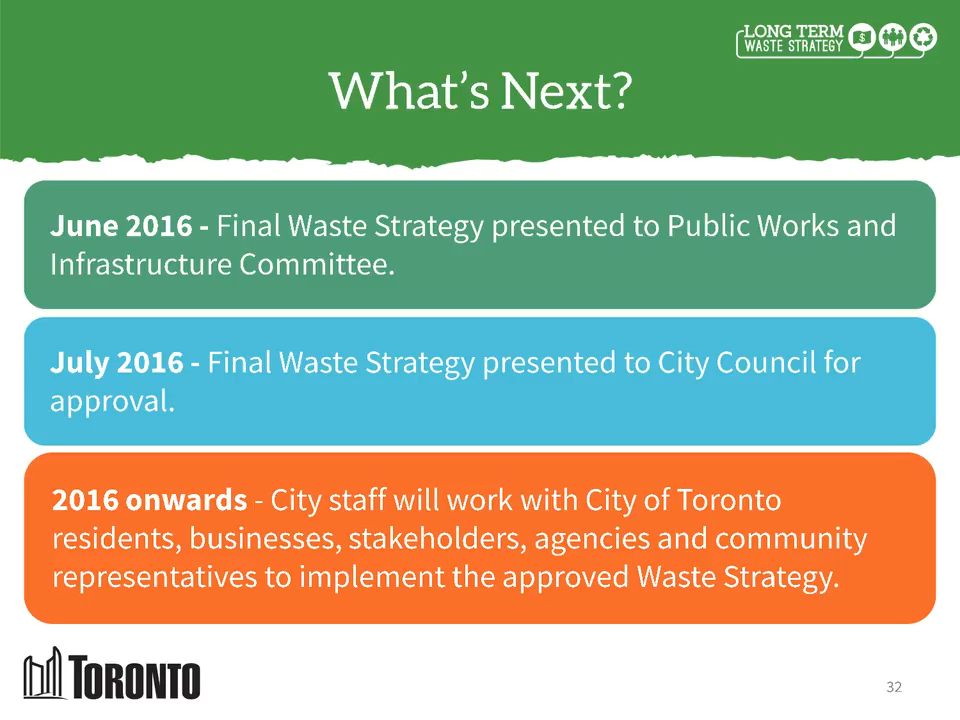 LONG TERM
WASTE STRATEGY
$
What's Next?
June 2016 - Final Waste Strategy presented to Public Works and
Infrastructure Committee.
July 2016 - Final Waste Strategy presented to City Council for
approval.
2016 onwards - City staff will work with City of Toronto
residents, businesses, stakeholders, agencies and community
representatives to implement the approved Waste Strategy.
TORONTO
32